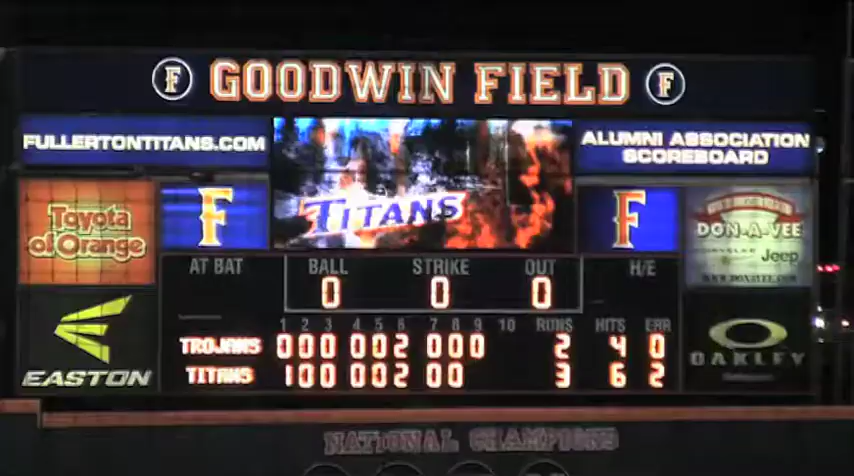 F GOODWIN FIELD F
FULLERTONTITANS.COM
ALUMNI ASSOCIATION
SCOREBOARD
TITANS
Toyota
of Orange
F
F
DON-A-VEE
Jeep
AT BAT BALL STRIKE OUT H/E
0 0 0
1 2 3 4 5 6 7 8 9 10 RUNS HITS ERR
TROJANS 0 0 0 0 0 2 0 0 0 2 4 0
TITANS 1 0 0 0 0 2 0 0 3 6 2
EASTON
OAKLEY
NATIONAL CHAMPIONS